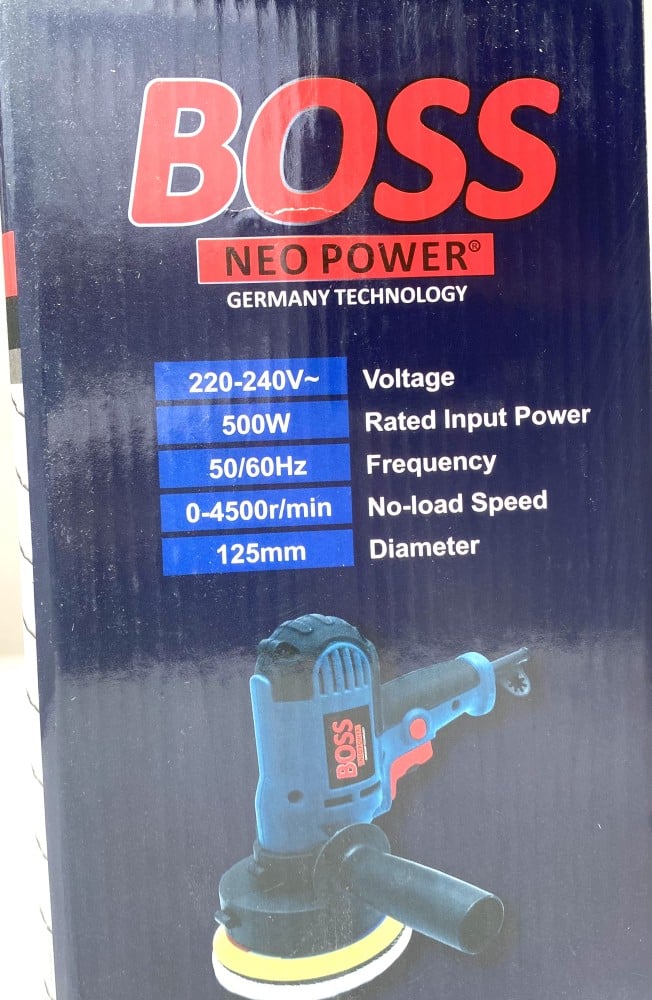 BOSS
NEO POWER®
GERMANY TECHNOLOGY
220-240V~ Voltage
500W Rated Input Power
50/60Hz Frequency
0-4500r/min No-load Speed
125mm Diameter
BOSS